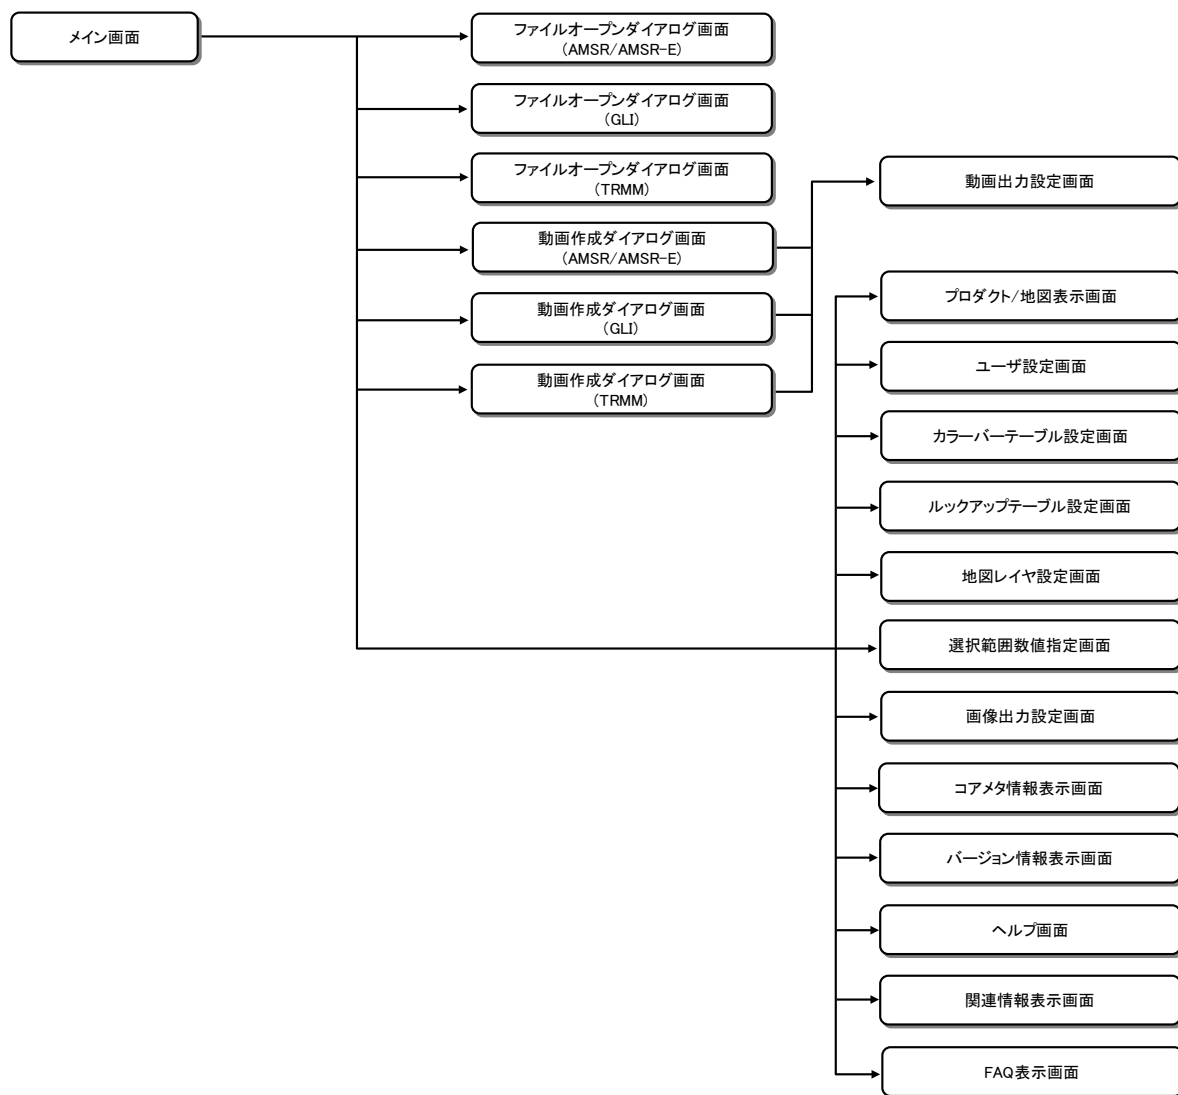 メイン画面
ファイルオープンダイアログ画面
(AMSR/AMSR-E)
ファイルオープンダイアログ画面
(GLI)
ファイルオープンダイアログ画面
(TRMM)
動画作成ダイアログ画面
(AMSR/AMSR-E)
動画作成ダイアログ画面
(GLI)
動画作成ダイアログ画面
(TRMM)
動画出力設定画面
プロダクト/地図表示画面
ユーザ設定画面
カラーバーテーブル設定画面
ルックアップテーブル設定画面
地図レイヤ設定画面
選択範囲数値指定画面
画像出力設定画面
コアメタ情報表示画面
バージョン情報表示画面
ヘルプ画面
関連情報表示画面
FAQ表示画面